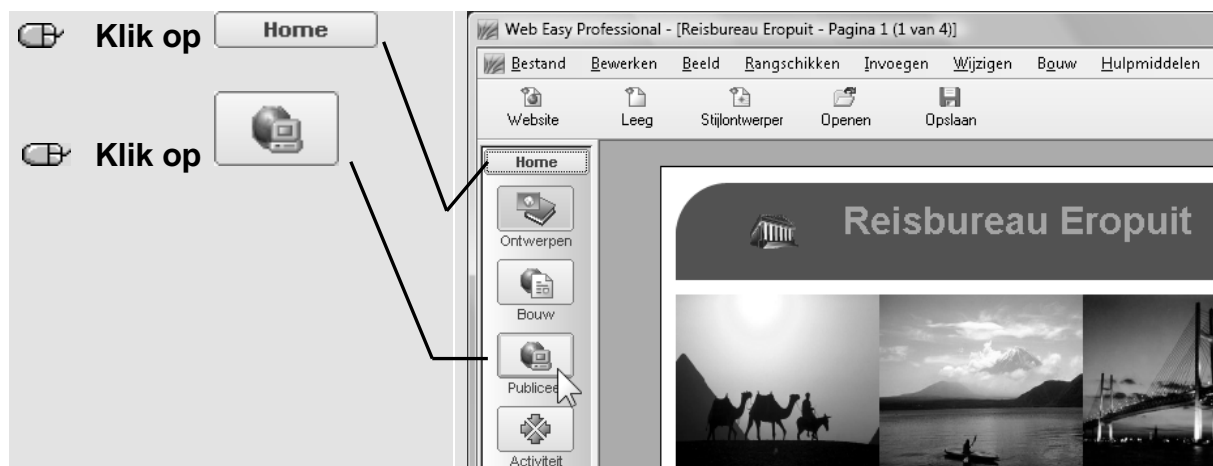 Klik op Home
Klik op
Web Easy Professional - [Reisbureau Eropuit - Pagina 1 (1 van 4)]
Bestand Bewerken Beeld Rangschikken Invoegen Wijzigen Bouw Hulpmiddelen
Website Leeg Stijlontwerper Openen Opslaan
Home
Ontwerpen
Bouw
Publiceer
Activiteit
Reisbureau Eropuit